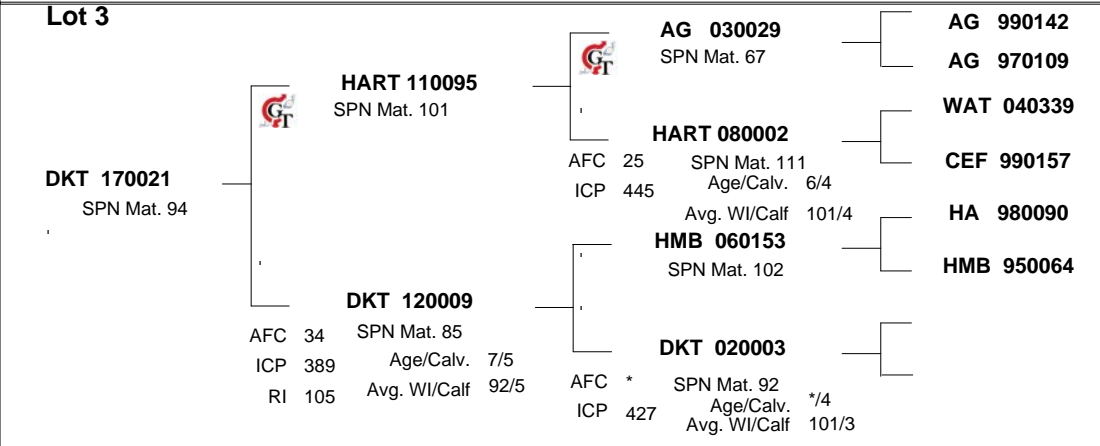 Lot 3
AG 030029
SPN Mat. 67
AG 990142
AG 970109
GT
HART 110095
SPN Mat. 101
GT
HART 080002
AFC 25 SPN Mat. 111
ICP 445 Age/Calv. 6/4
Avg. WI/Calf 101/4
WAT 040339
CEF 990157
DKT 170021
SPN Mat. 94
HMB 060153
SPN Mat. 102
HA 980090
HMB 950064
DKT 120009
AFC 34 SPN Mat. 85
ICP 389 Age/Calv. 7/5
RI 105 Avg. WI/Calf 92/5
DKT 020003
AFC * SPN Mat. 92
ICP 427 Age/Calv. */4
Avg. WI/Calf 101/3